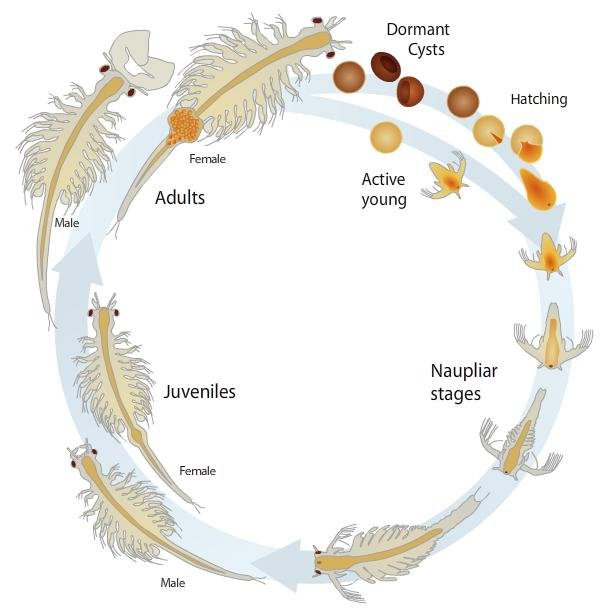 Dormant
Cysts
Hatching
Female
Active
young
Adults
Male
Naupliar
stages
Juveniles
Female
Male